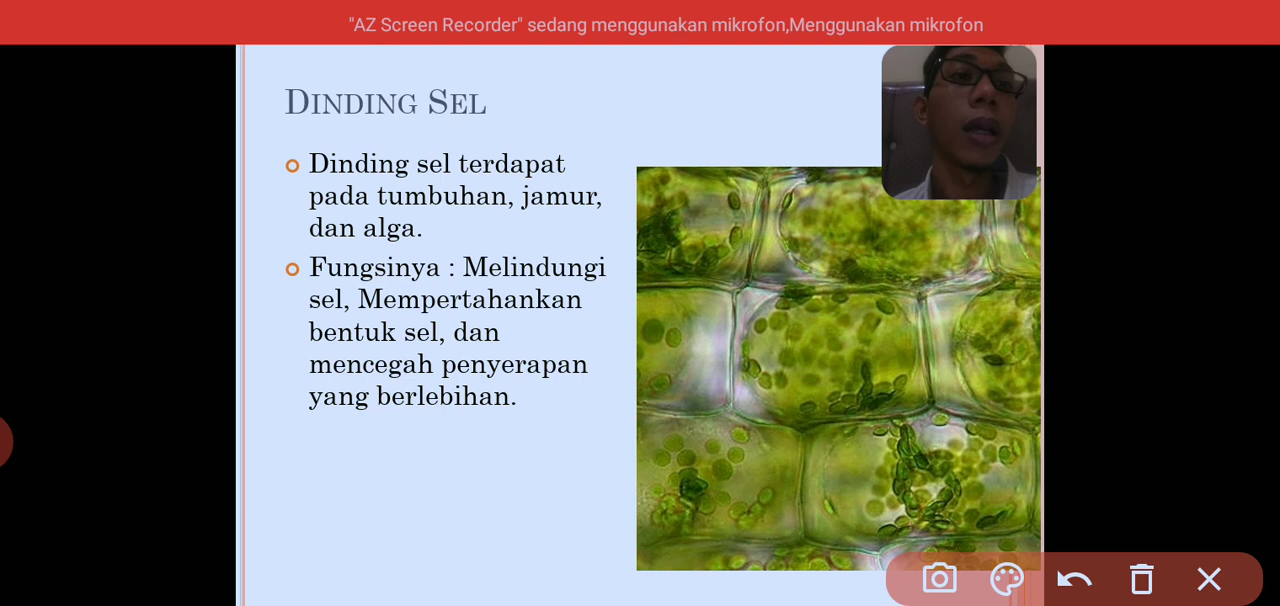 "AZ Screen Recorder" sedang menggunakan mikrofon,Menggunakan mikrofon
DINDING SEL
Dinding sel terdapat
pada tumbuhan, jamur,
dan alga.
Fungsinya : Melindungi
sel, Mempertahankan
bentuk sel, dan
mencegah penyerapan
yang berlebihan.